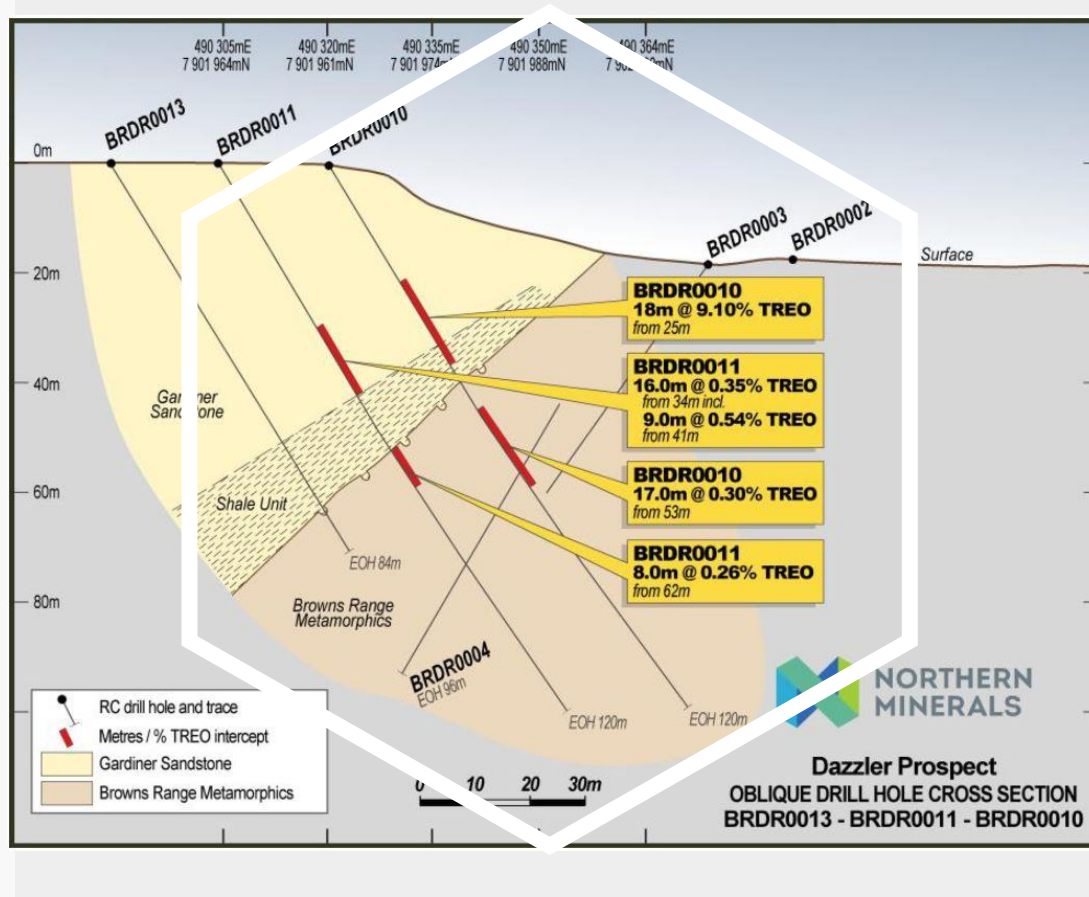 490 305mE
7 901 964mN
490 320mE
7 901 961mN
490 335mE
7 901 974mN
490 350mE
7 901 988mN
490 364mE
BRDR0013
BRDR0011
BRDR0010
BRDR0003
BRDR0002
0m
20m
40m
60m
80m
Surface
BRDR0010
18m @ 9.10% TREO
from 25m
BRDR0011
16.0m @ 0.35% TREO
from 34m incl.
9.0m @ 0.54% TREO
from 41m
BRDR0010
17.0m @ 0.30% TREO
from 53m
BRDR0011
8.0m @ 0.26% TREO
from 62m
Gardiner
Sandstone
Shale Unit
EOH 84m
Browns Range
Metamorphics
BRDR0004
EOH 96m
EOH 120m
EOH 120m
RC drill hole and trace
Metres / % TREO intercept
Gardiner Sandstone
Browns Range Metamorphics
0 10 20 30m
NORTHERN
MINERALS
Dazzler Prospect
OBLIQUE DRILL HOLE CROSS SECTION
BRDR0013 - BRDR0011 - BRDR0010